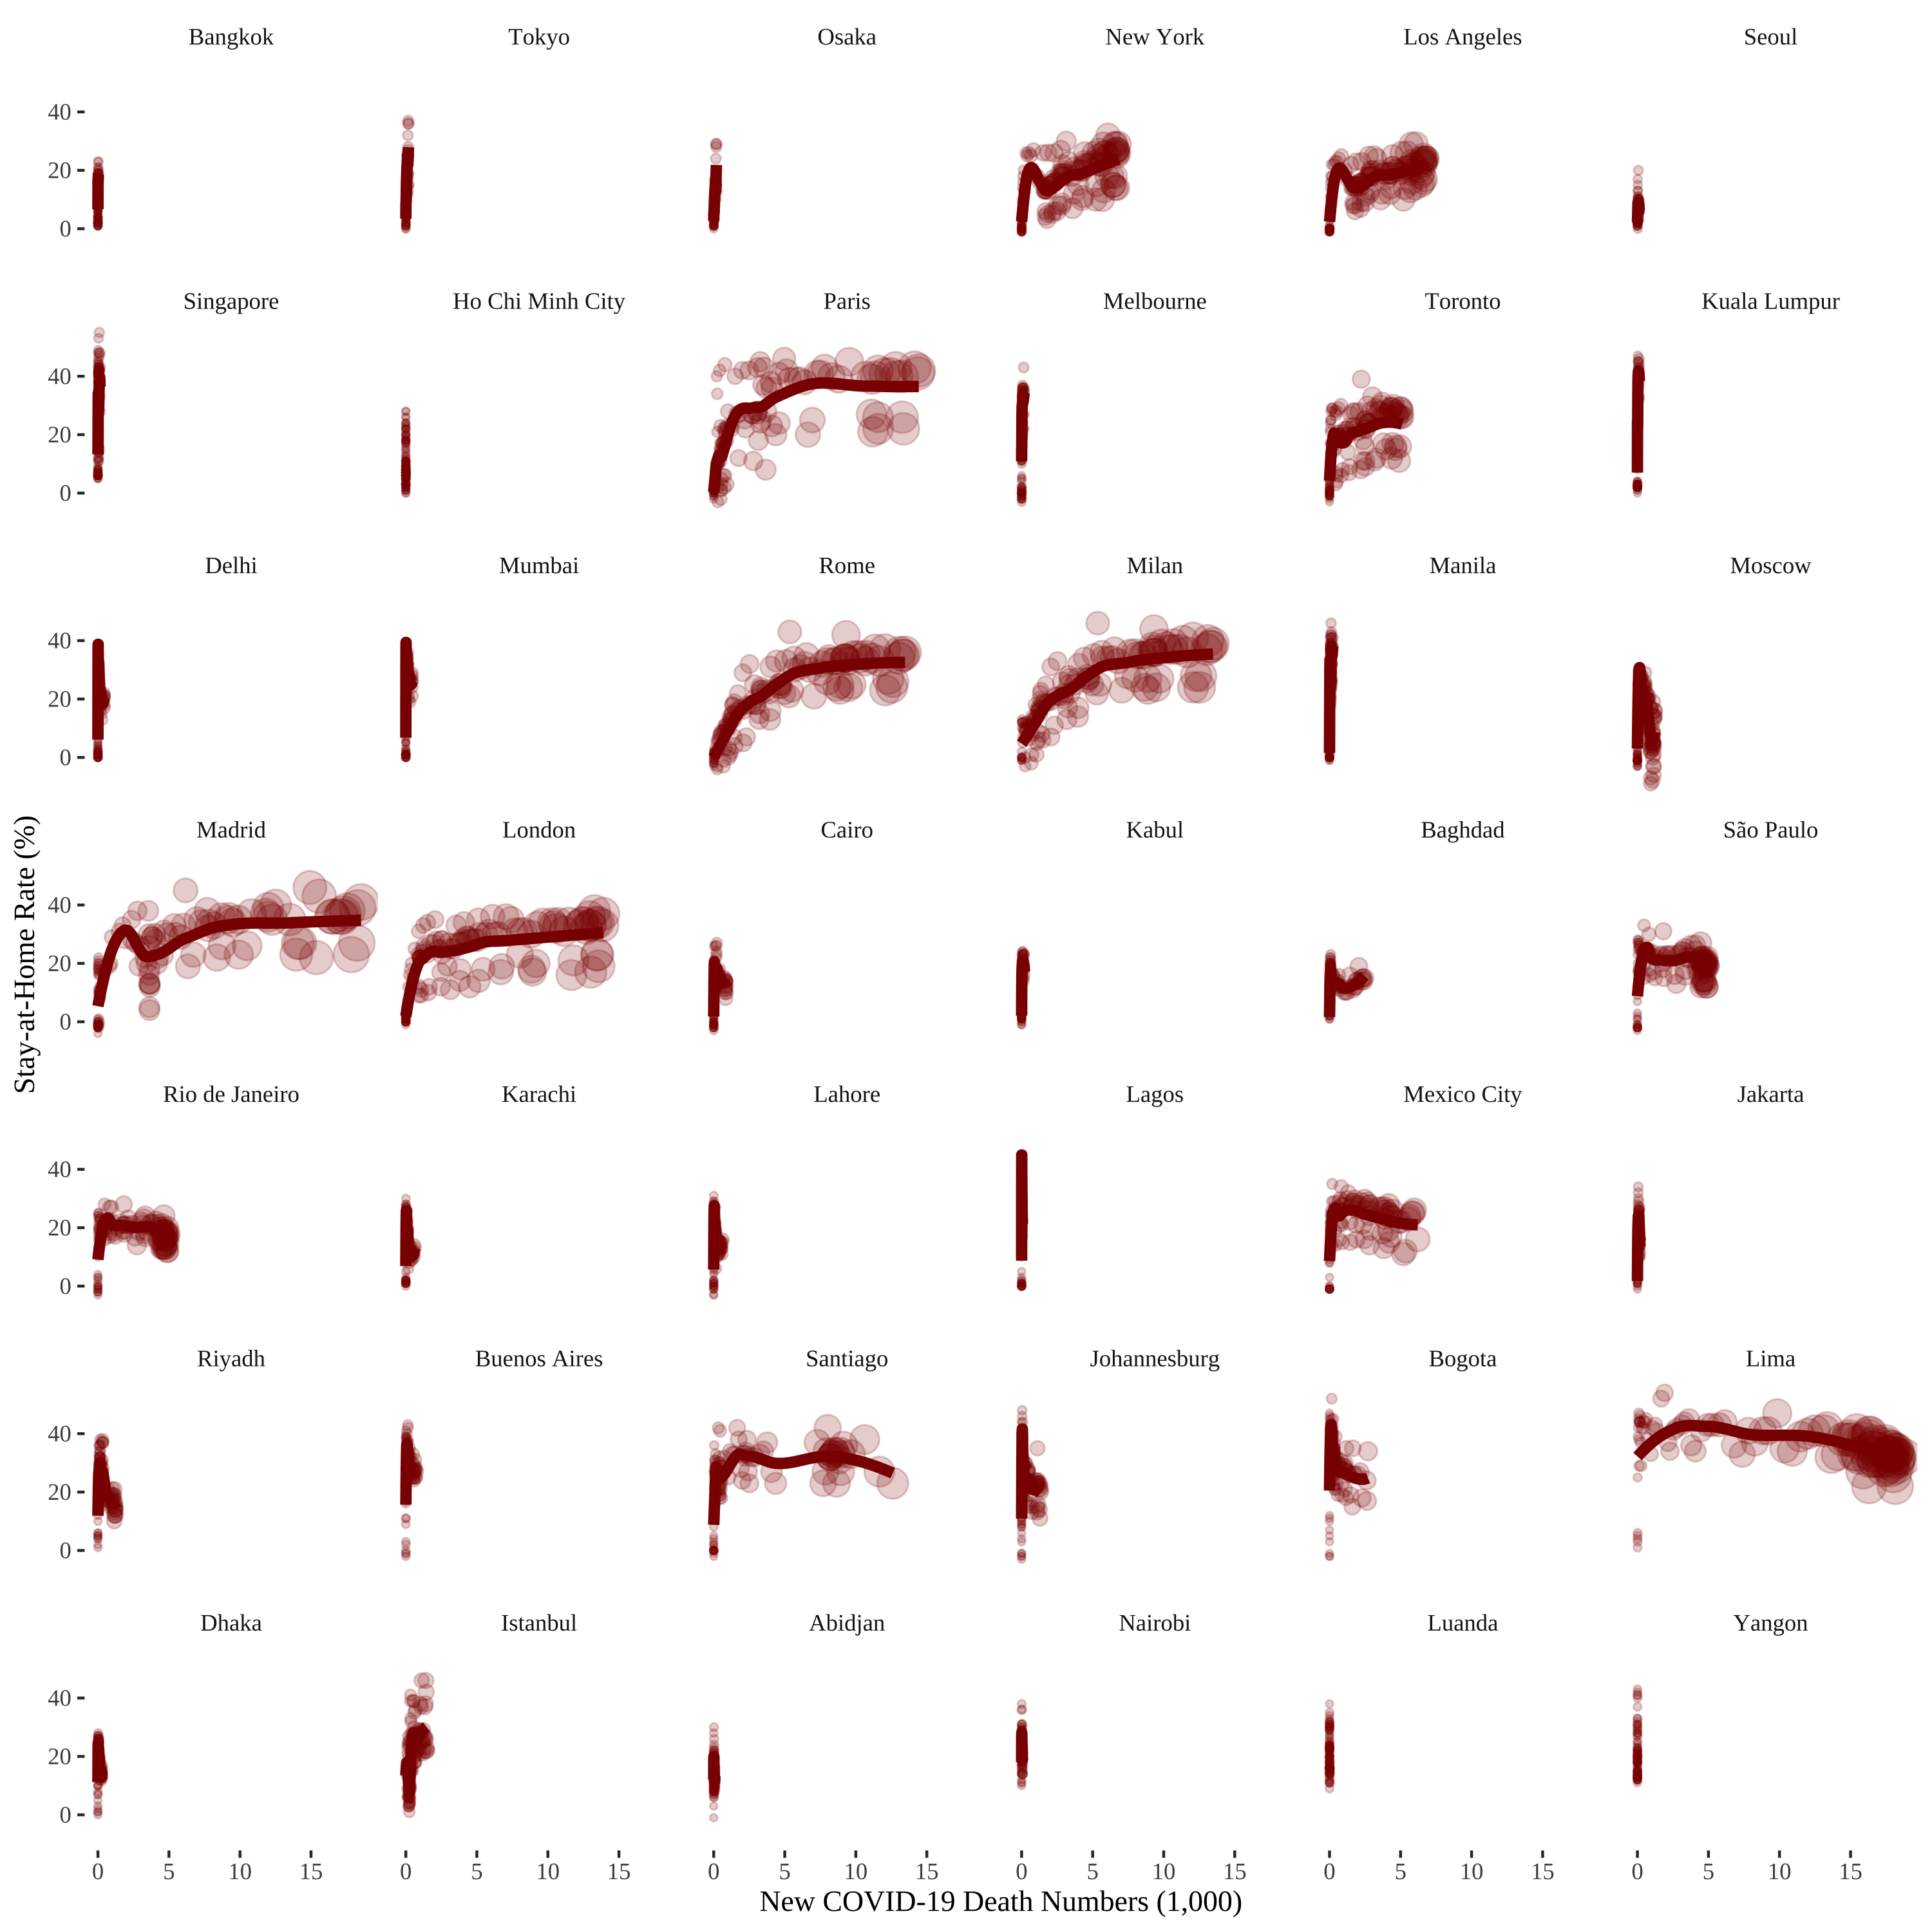 Bangkok Tokyo Osaka New York Los Angeles Seoul
40
20
0
Singapore Ho Chi Minh City Paris Melbourne Toronto Kuala Lumpur
40
20
0
Delhi Mumbai Rome Milan Manila Moscow
40
20
0
Stay-at-Home Rate (%)
Madrid London Cairo Kabul Baghdad São Paulo
40
20
0
Rio de Janeiro Karachi Lahore Lagos Mexico City Jakarta
40
20
0
Riyadh Buenos Aires Santiago Johannesburg Bogota Lima
40
20
0
Dhaka Istanbul Abidjan Nairobi Luanda Yangon
40
20
0
0 5 10 15 0 5 10 15 0 5 10 15 0 5 10 15 0 5 10 15 0 5 10 15
New COVID-19 Death Numbers (1,000)